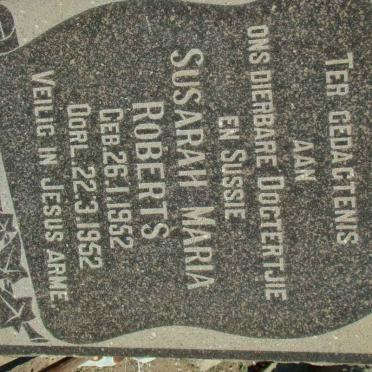 TER GEDACTENIS
AAN
ONS DIERBARE DOGTERTJIE
EN SUSSIE
SUSARAH MARIA
ROBERTS
GEB. 26.1.1952
OORL. 22.3.1952
VEILIG IN JESUS ARME